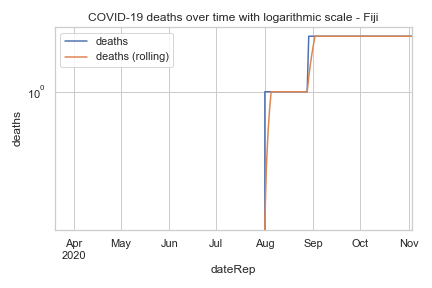 COVID-19 deaths over time with logarithmic scale - Fiji
deaths
deaths (rolling)
10⁰
deaths
Apr May Jun Jul Aug Sep Oct Nov
2020
dateRep